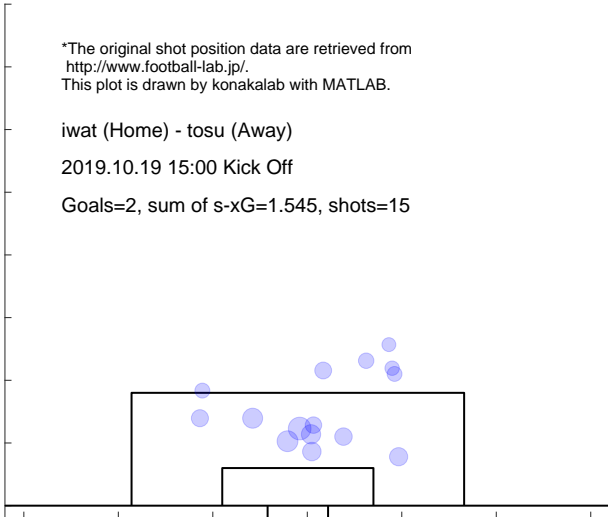 *The original shot position data are retrieved from
http://www.football-lab.jp/.
This plot is drawn by konakalab with MATLAB.
iwat (Home) - tosu (Away)
2019.10.19 15:00 Kick Off
Goals=2, sum of s-xG=1.545, shots=15